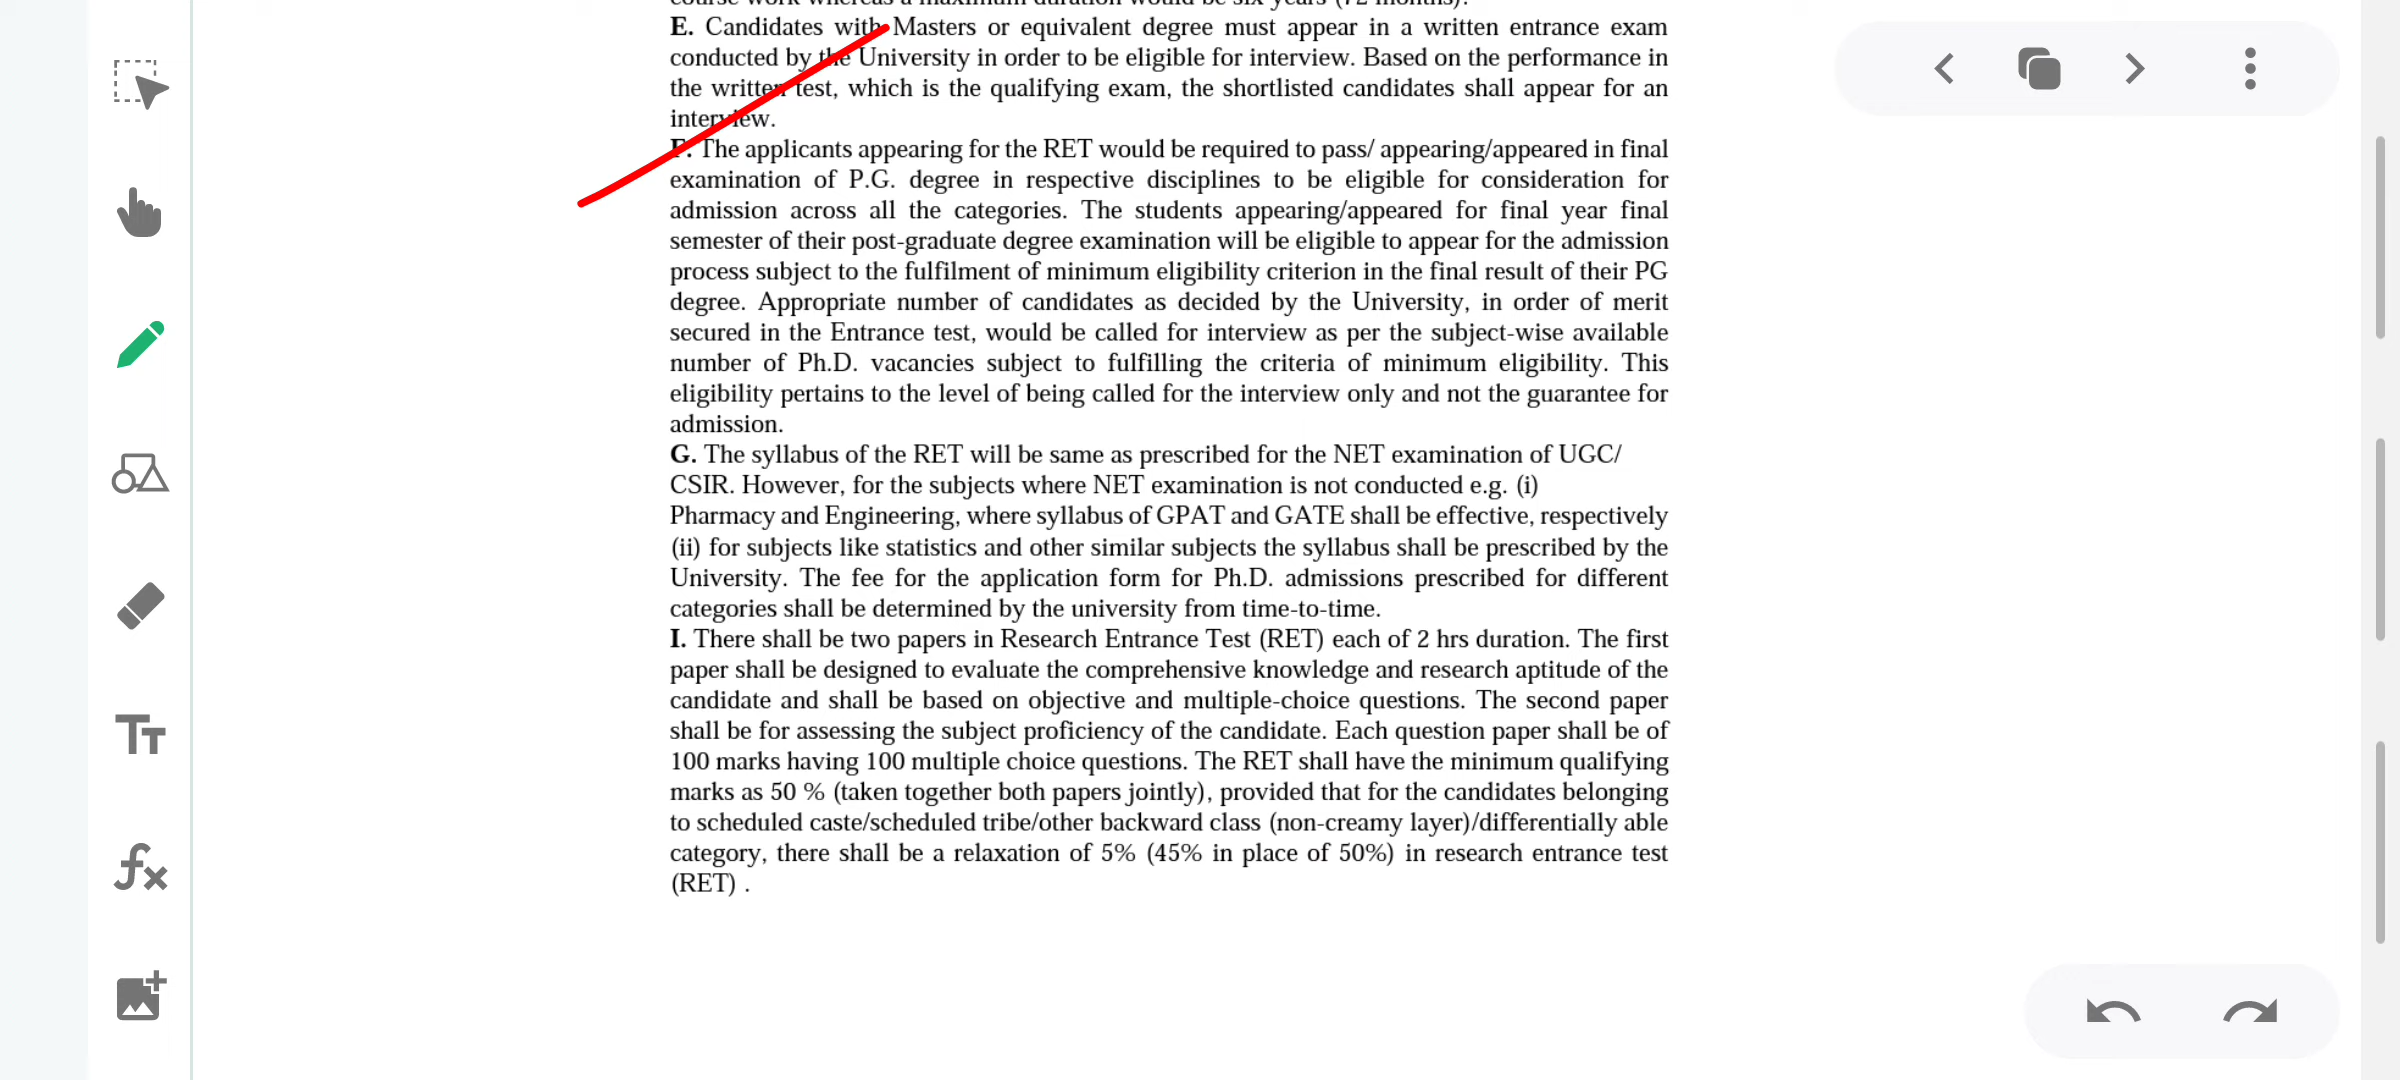 course work whereas a maximum duration would be six years (72 months).
E. Candidates with Masters or equivalent degree must appear in a written entrance exam
conducted by the University in order to be eligible for interview. Based on the performance in
the written test, which is the qualifying exam, the shortlisted candidates shall appear for an
interview.
F. The applicants appearing for the RET would be required to pass/ appearing/appeared in final
examination of P.G. degree in respective disciplines to be eligible for consideration for
admission across all the categories. The students appearing/appeared for final year final
semester of their post-graduate degree examination will be eligible to appear for the admission
process subject to the fulfilment of minimum eligibility criterion in the final result of their PG
degree. Appropriate number of candidates as decided by the University, in order of merit
secured in the Entrance test, would be called for interview as per the subject-wise available
number of Ph.D. vacancies subject to fulfilling the criteria of minimum eligibility. This
eligibility pertains to the level of being called for the interview only and not the guarantee for
admission.
G. The syllabus of the RET will be same as prescribed for the NET examination of UGC/
CSIR. However, for the subjects where NET examination is not conducted e.g. (i)
Pharmacy and Engineering, where syllabus of GPAT and GATE shall be effective, respectively
(ii) for subjects like statistics and other similar subjects the syllabus shall be prescribed by the
University. The fee for the application form for Ph.D. admissions prescribed for different
categories shall be determined by the university from time-to-time.
I. There shall be two papers in Research Entrance Test (RET) each of 2 hrs duration. The first
paper shall be designed to evaluate the comprehensive knowledge and research aptitude of the
candidate and shall be based on objective and multiple-choice questions. The second paper
shall be for assessing the subject proficiency of the candidate. Each question paper shall be of
100 marks having 100 multiple choice questions. The RET shall have the minimum qualifying
marks as 50 % (taken together both papers jointly), provided that for the candidates belonging
to scheduled caste/scheduled tribe/other backward class (non-creamy layer)/differentially able
category, there shall be a relaxation of 5% (45% in place of 50%) in research entrance test
(RET) .
Tт
fx